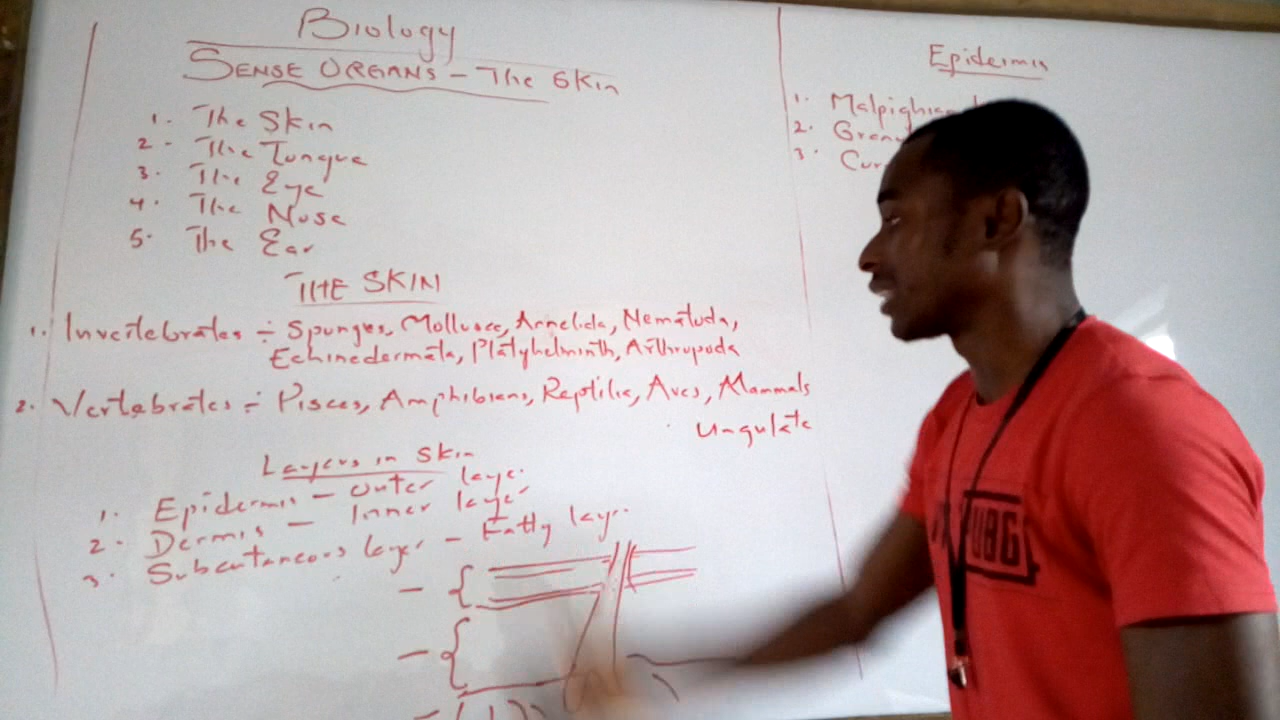 Biology
SENSE ORGANS - The Skin
1. The Skin
2. The Tongue
3. The Eye
4. The Nose
5. The Ear
THE SKIN
1. Invertebrates ÷ Sponges, Mollusca, Annelida, Nematoda,
Echinodermata, Platyhelminth, Arthropoda
2. Vertebrates ÷ Pisces, Amphibians, Reptilia, Aves, Mammals
Ungulate
Layers in Skin
1. Epidermis - Outer layer
2. Dermis - Inner layer
3. Subcutaneous layer - Fatty layer
Epidermis
1. Malpighian
2.
3.
PUBG